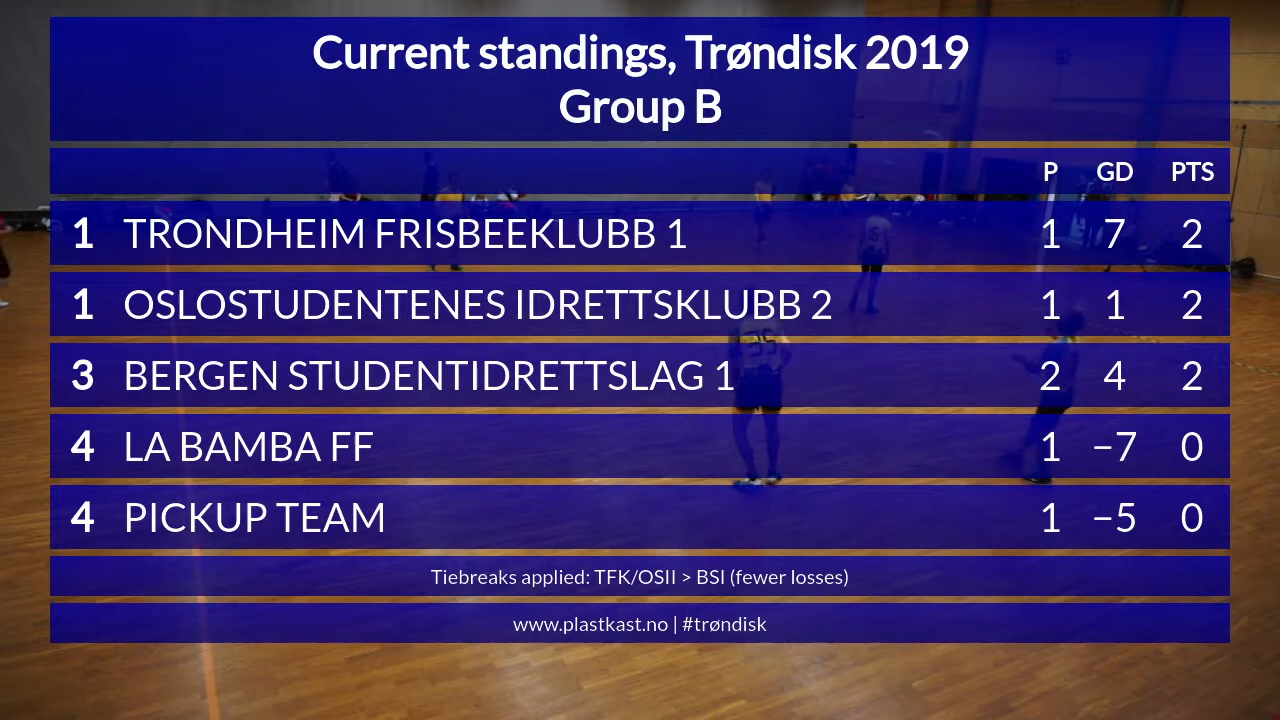 Current standings, Trøndisk 2019
Group B
P GD PTS
1 TRONDHEIM FRISBEEKLUBB 1 1 7 2
1 OSLOSTUDENTENES IDRETTSKLUBB 2 1 1 2
3 BERGEN STUDENTIDRETTSLAG 1 2 4 2
4 LA BAMBA FF 1 −7 0
4 PICKUP TEAM 1 −5 0
Tiebreaks applied: TFK/OSII > BSI (fewer losses)
www.plastkast.no | #trøndisk